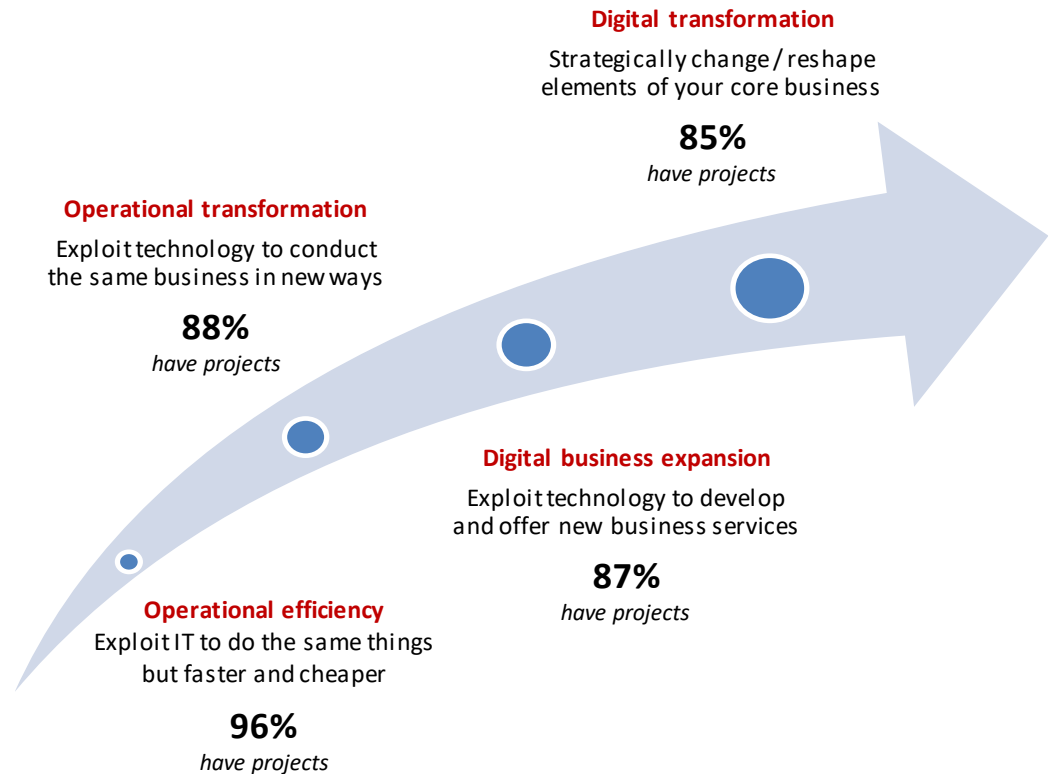 Digital transformation
Strategically change / reshape
elements of your core business
85%
have projects
Operational transformation
Exploit technology to conduct
the same business in new ways
88%
have projects
Digital business expansion
Exploit technology to develop
and offer new business services
87%
have projects
Operational efficiency
Exploit IT to do the same things
but faster and cheaper
96%
have projects